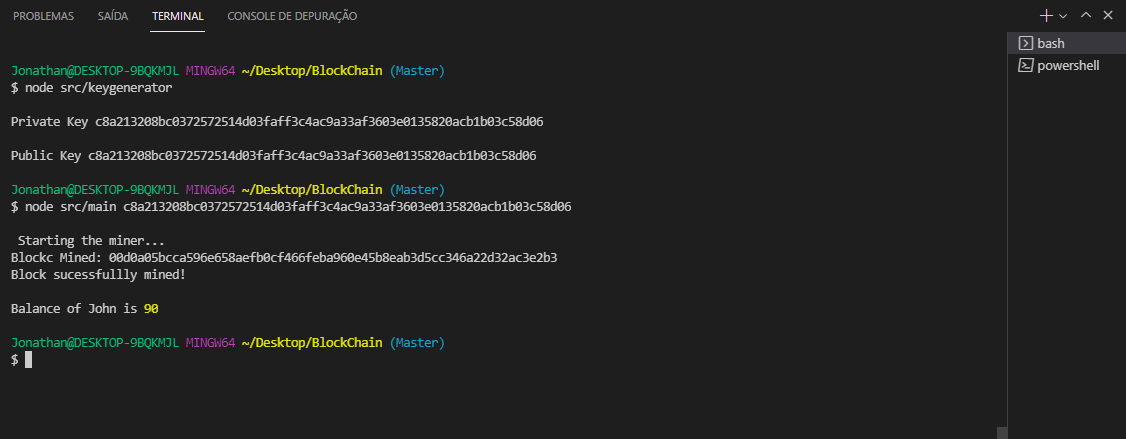 PROBLEMAS SAÍDA TERMINAL CONSOLE DE DEPURAÇÃO
bash
powershell
Jonathan@DESKTOP-9BQKMJL MINGW64 ~/Desktop/BlockChain (Master)
$ node src/keygenerator
Private Key c8a213208bc0372572514d03faff3c4ac9a33af3603e0135820acb1b03c58d06
Public Key c8a213208bc0372572514d03faff3c4ac9a33af3603e0135820acb1b03c58d06
Jonathan@DESKTOP-9BQKMJL MINGW64 ~/Desktop/BlockChain (Master)
$ node src/main c8a213208bc0372572514d03faff3c4ac9a33af3603e0135820acb1b03c58d06
Starting the miner...
Blockc Mined: 00d0a05bcca596e658aefb0cf466feba960e45b8eab3d5cc346a22d32ac3e2b3
Block sucessfullly mined!
Balance of John is 90
Jonathan@DESKTOP-9BQKMJL MINGW64 ~/Desktop/BlockChain (Master)
$